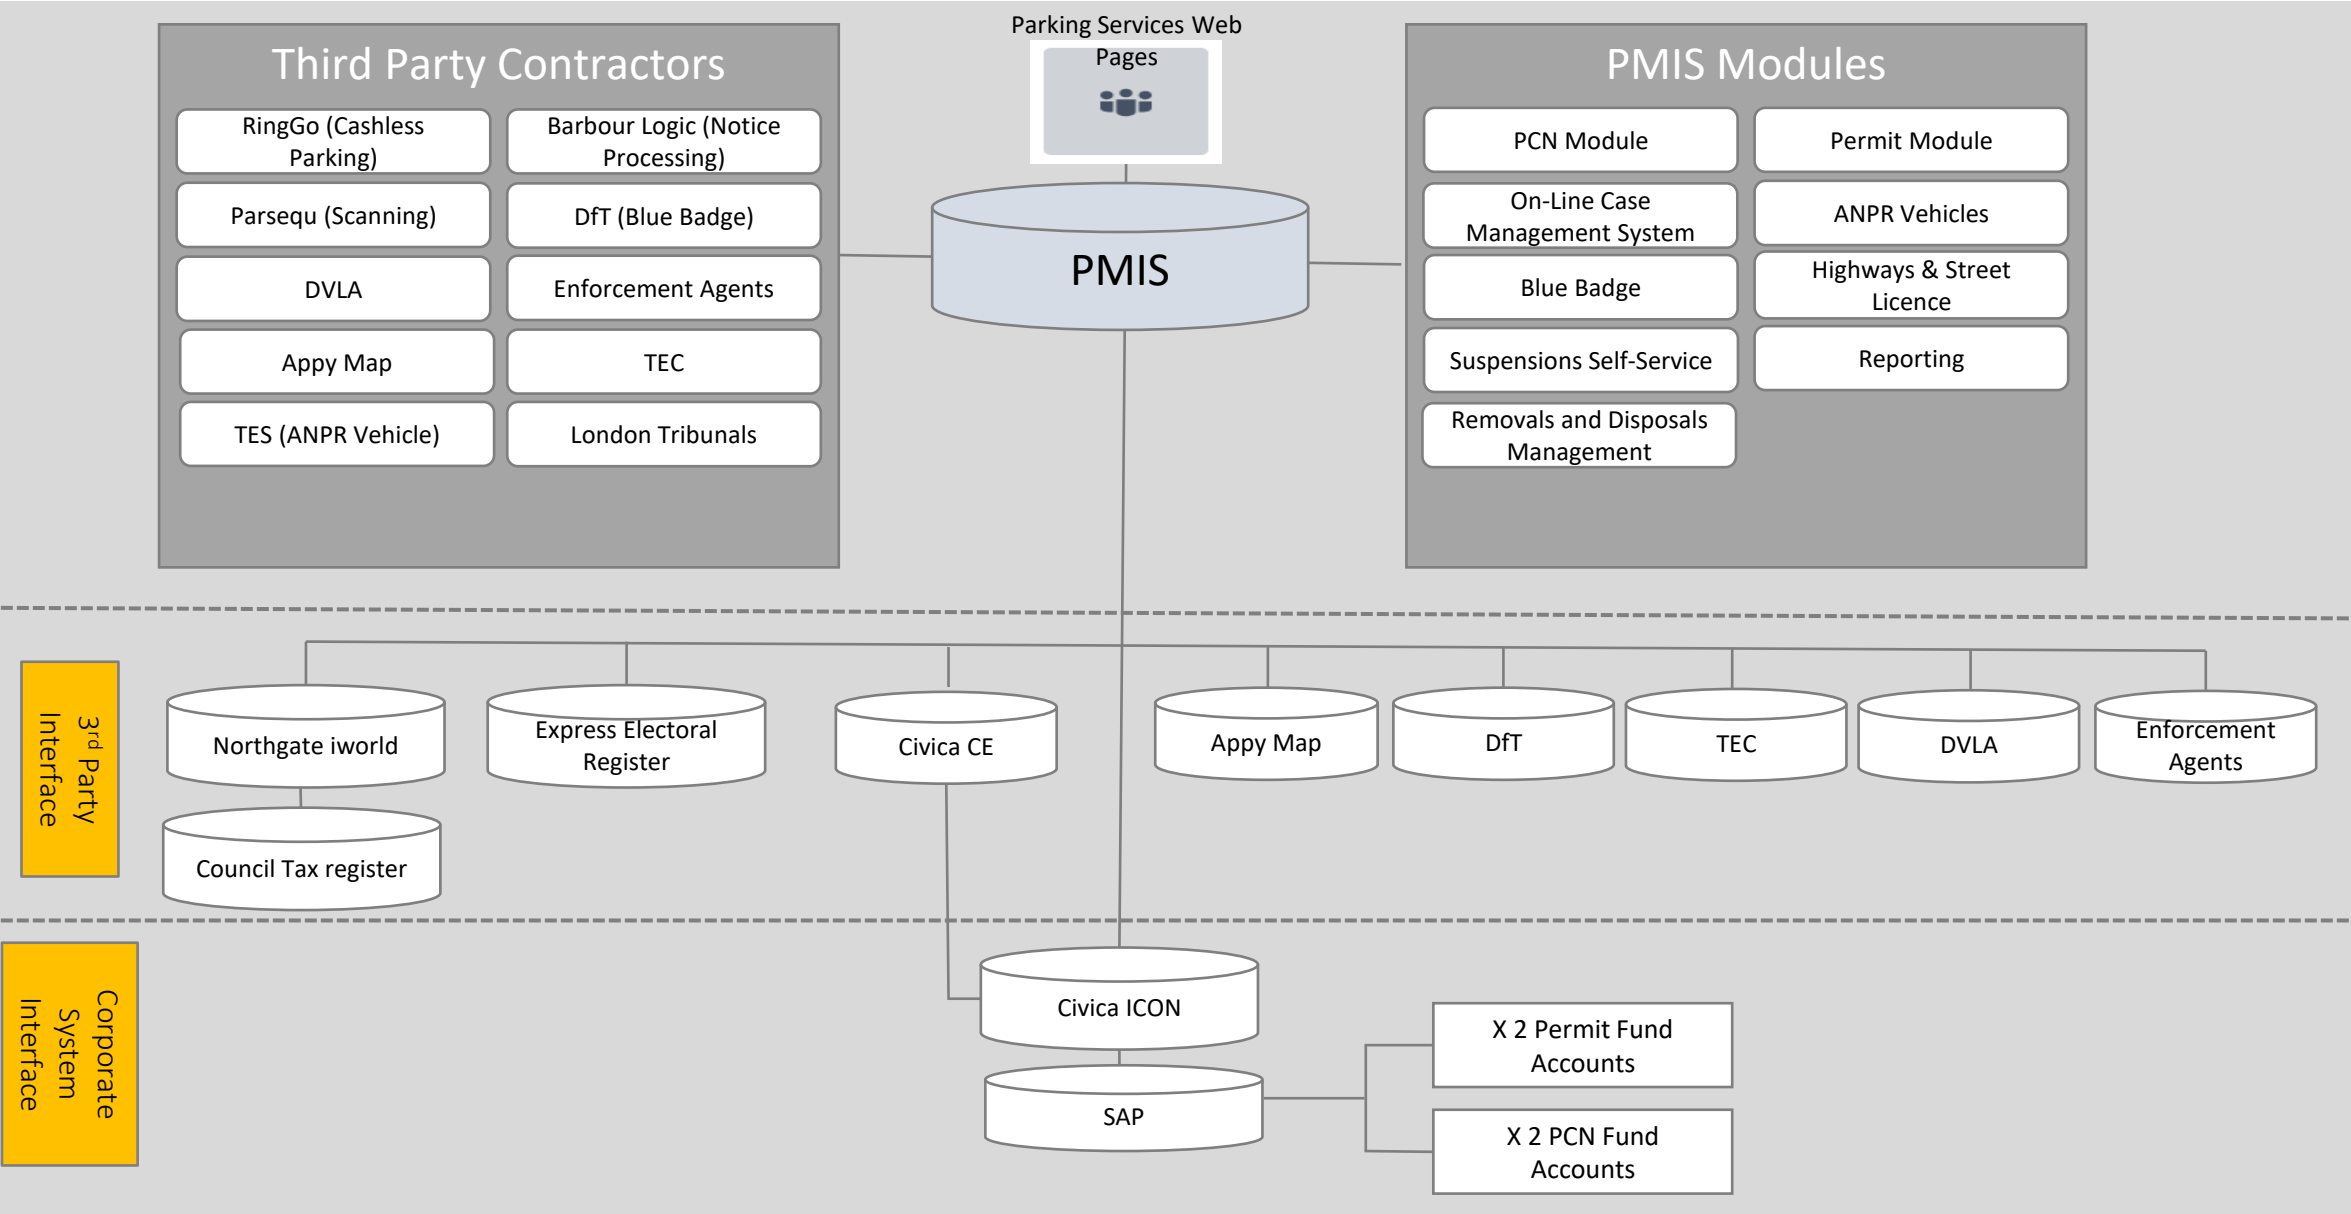 Parking Services Web
Pages
Third Party Contractors
RingGo (Cashless
Parking)
Barbour Logic (Notice
Processing)
Parsequ (Scanning)
DfT (Blue Badge)
DVLA
Enforcement Agents
Appy Map
TEC
TES (ANPR Vehicle)
London Tribunals
PMIS
PMIS Modules
PCN Module
Permit Module
On-Line Case
Management System
ANPR Vehicles
Blue Badge
Highways & Street
Licence
Suspensions Self-Service
Reporting
Removals and Disposals
Management
3rd Party
Interface
Northgate iworld
Express Electoral
Register
Civica CE
Appy Map
DfT
TEC
DVLA
Enforcement
Agents
Council Tax register
Corporate
System
Interface
Civica ICON
SAP
X 2 Permit Fund
Accounts
X 2 PCN Fund
Accounts